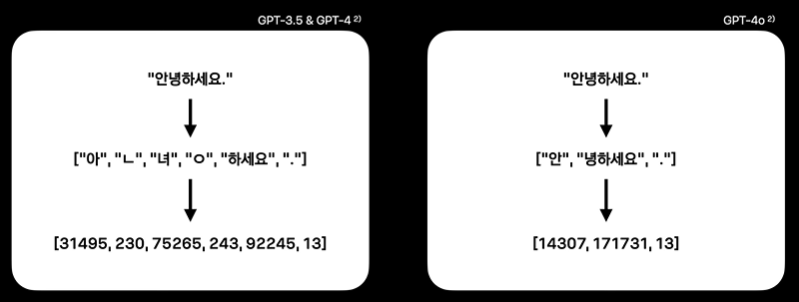 GPT-3.5 & GPT-4 2)
"안녕하세요."
["아", "ㄴ", "녀", "ㅇ", "하세요", "."]
[31495, 230, 75265, 243, 92245, 13]
GPT-4o 2)
"안녕하세요."
["안", "녕하세요", "."]
[14307, 171731, 13]